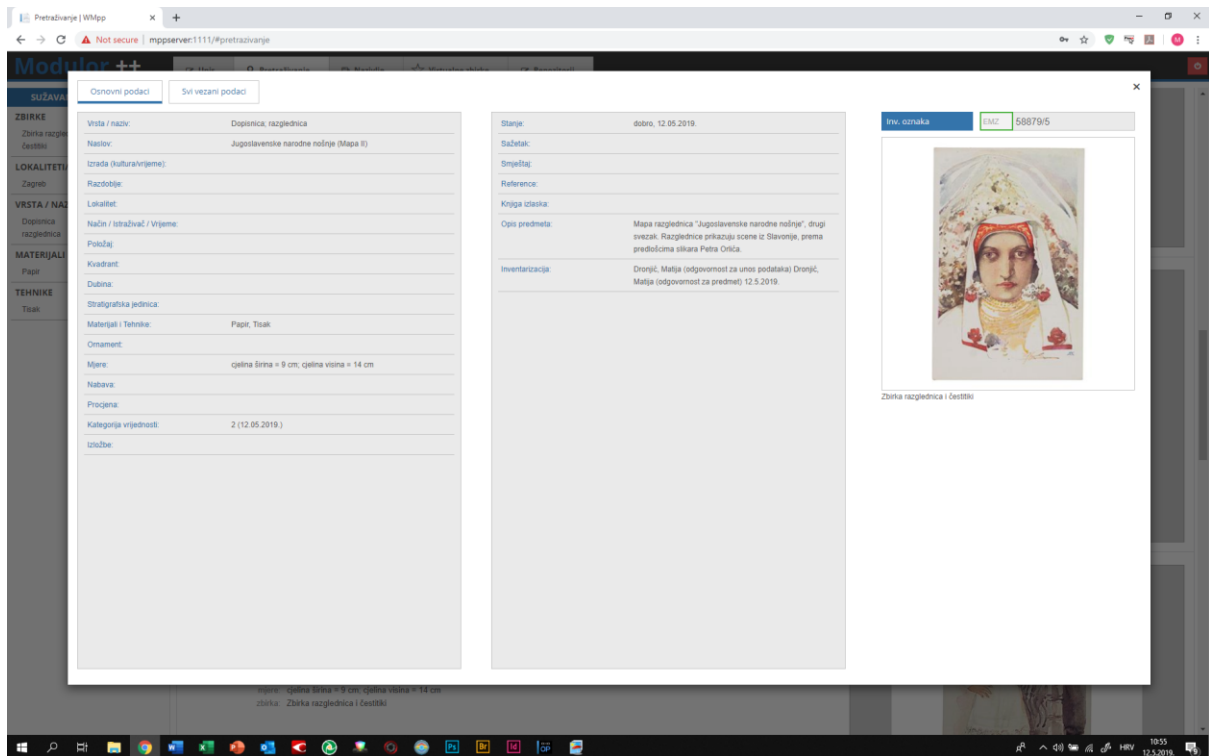 Pretraživanje | WMpp
Not secure | mppserver:1111/#pretrazivanje
Modulor ++
Osnovni podaci
Svi vezani podaci
SUŽAVA
ZBIRKE
Zbirka razgle
čestitki
LOKALITETI/
Zagreb
VRSTA / NAZ
Dopisnica
razglednica
MATERIJALI
Papir
TEHNIKE
Tisak
Vrsta / naziv: Dopisnica; razglednica
Naslov: Jugoslavenske narodne nošnje (Mapa II)
Izrada (kultura/vrijeme):
Razdoblje:
Lokalitet:
Način / Istraživač / Vrijeme:
Položaj:
Kvadrant:
Dubina:
Stratigrafska jedinica:
Materijali i Tehnike: Papir, Tisak
Ornament:
Mjere: cjelina širina = 9 cm; cjelina visina = 14 cm
Nabava:
Procjena:
Kategorija vrijednosti: 2 (12.05.2019.)
Izložbe:
Stanje: dobro, 12.05.2019.
Sažetak:
Smještaj:
Reference:
Knjiga izlaska:
Opis predmeta: Mapa razglednica "Jugoslavenske narodne nošnje", drugi
svezak. Razglednice prikazuju scene iz Slavonije, prema
predlošcima slikara Petra Orlića.
Inventarizacija: Dronjić, Matija (odgovornost za unos podataka) Dronjić,
Matija (odgovornost za predmet) 12.5.2019.
Inv. oznaka EMZ 58879/5
Zbirka razglednica i čestitki
mjere: cjelina širina = 9 cm; cjelina visina = 14 cm
zbirka: Zbirka razglednica i čestitki
HRV
10:55
12.5.2019.